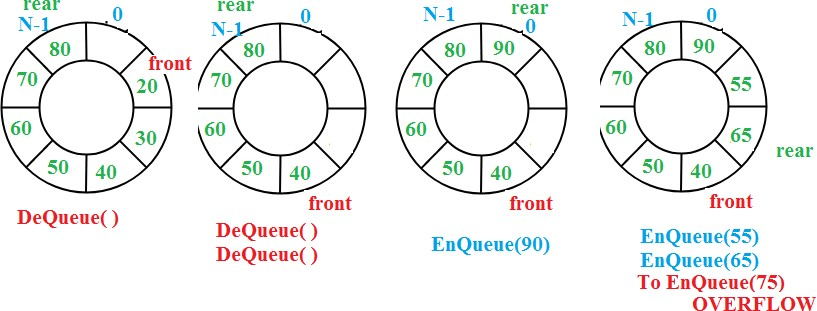 rear
N-1
0
80
70
front
20
60
30
50
40
DeQueue( )
rear
N-1
0
80
70
60
50
40
front
DeQueue( )
DeQueue( )
N-1
rear
0
80
90
70
60
50
40
front
EnQueue(90)
N-1
0
80
90
70
55
60
65
rear
50
40
front
EnQueue(55)
EnQueue(65)
To EnQueue(75)
OVERFLOW